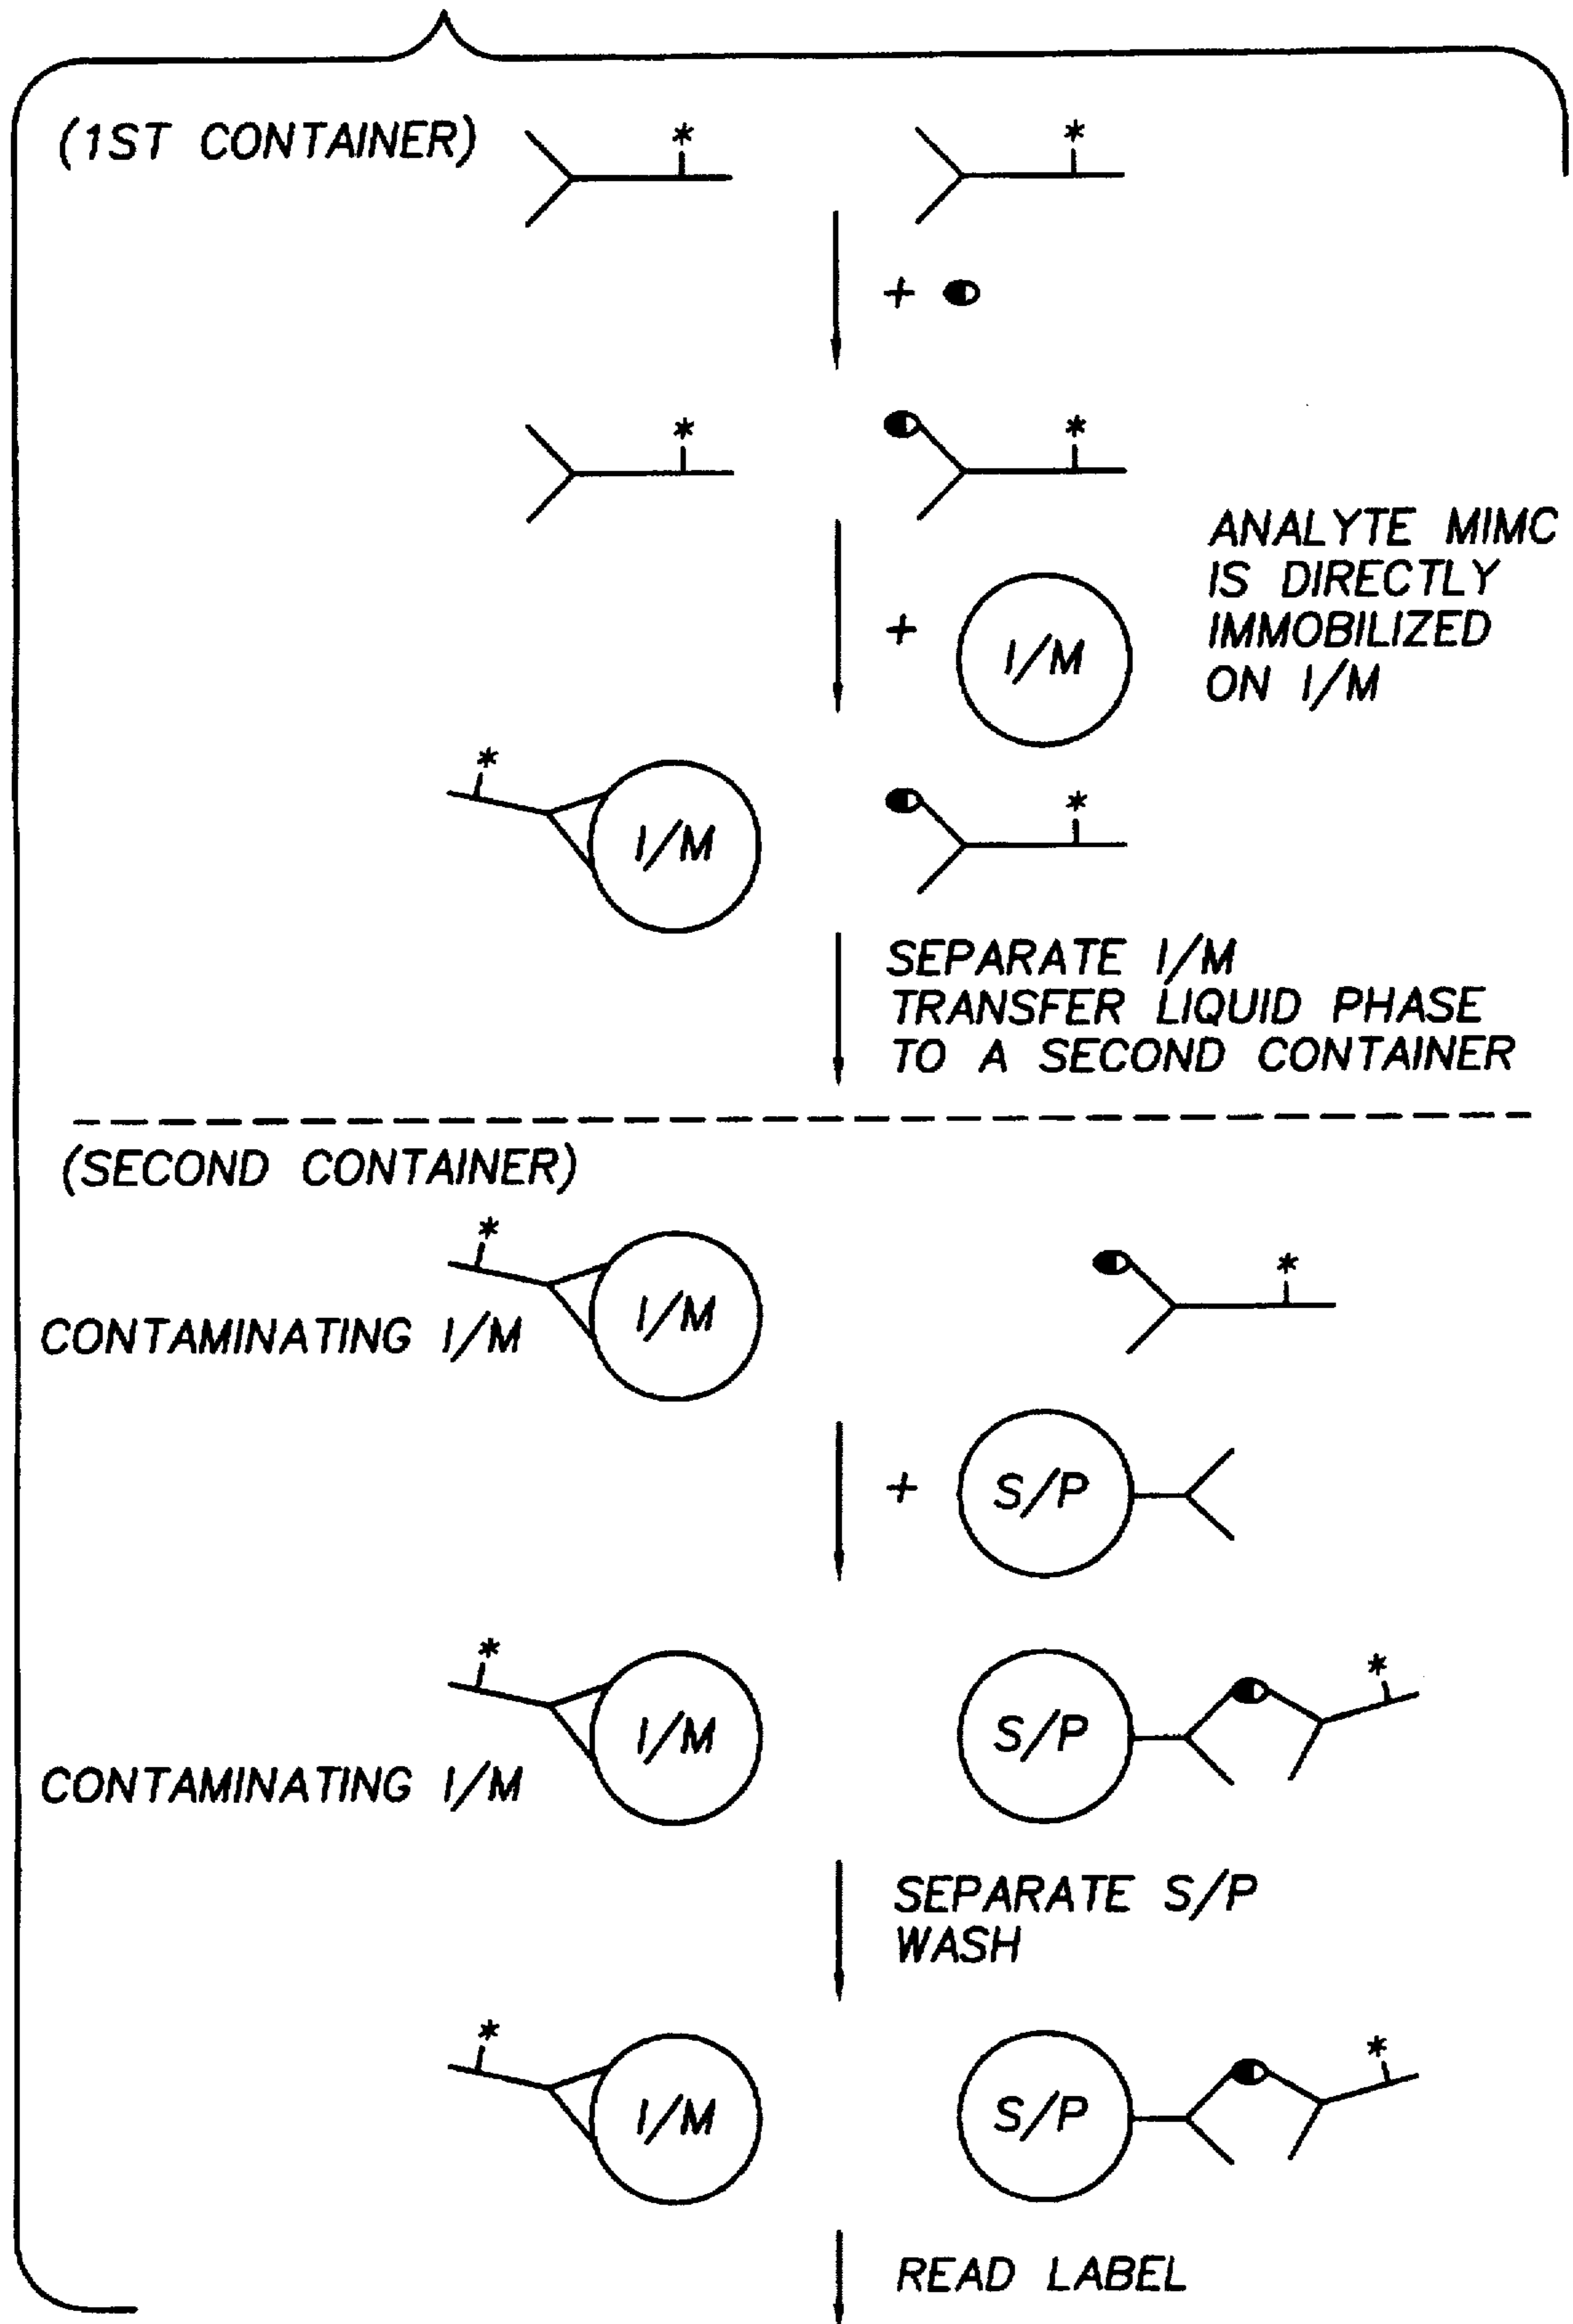 (1ST CONTAINER)
*
*
+
*
*
ANALYTE MIMC
IS DIRECTLY
IMMOBILIZED
ON I/M
+
I/M
*
I/M
*
SEPARATE I/M
TRANSFER LIQUID PHASE
TO A SECOND CONTAINER
(SECOND CONTAINER)
*
I/M
*
CONTAMINATING I/M
+
S/P
*
I/M
S/P
*
CONTAMINATING I/M
SEPARATE S/P
WASH
*
I/M
S/P
*
READ LABEL